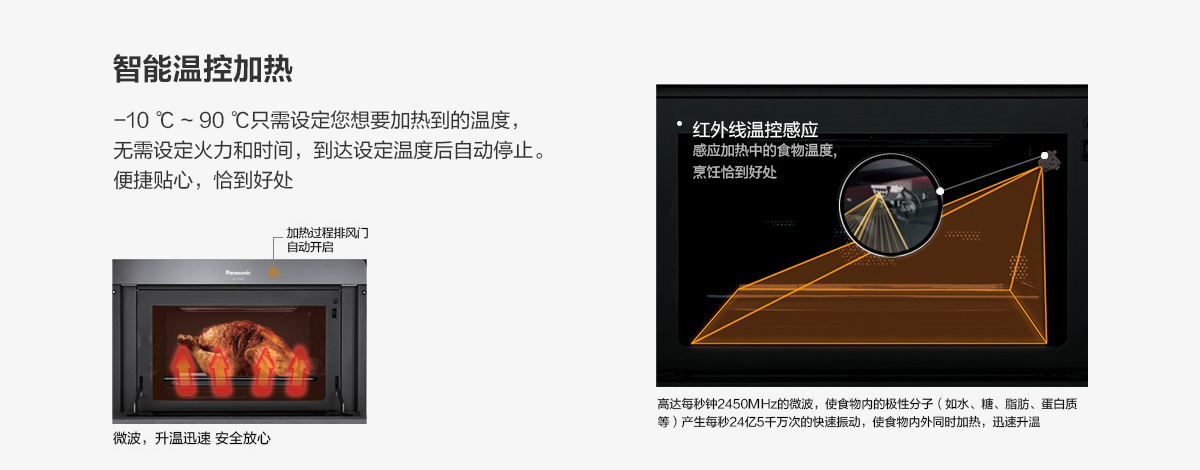 智能温控加热
-10 ℃ ~ 90 ℃只需设定您想要加热到的温度，
无需设定火力和时间，到达设定温度后自动停止。
便捷贴心，恰到好处
加热过程排风门
自动开启
Panasonic
微波，升温迅速 安全放心
• 红外线温控感应
感应加热中的食物温度,
烹饪恰到好处
高达每秒钟2450MHz的微波，使食物内的极性分子（如水、糖、脂肪、蛋白质
等）产生每秒24亿5千万次的快速振动，使食物内外同时加热，迅速升温